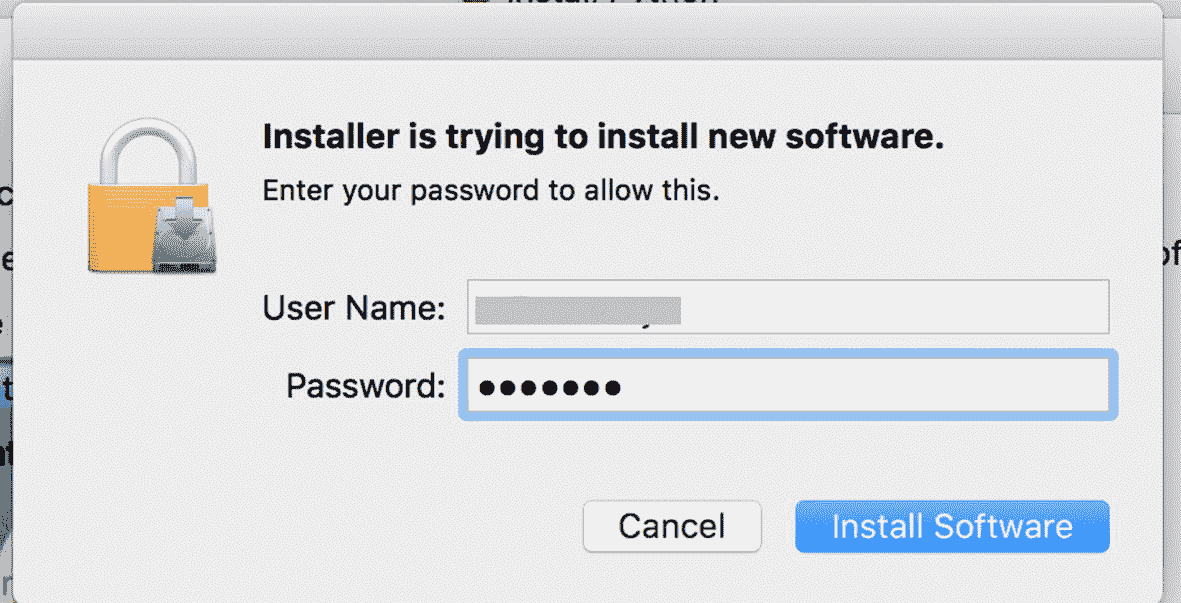 Installer is trying to install new software.
Enter your password to allow this.
User Name:
Password:
Cancel
Install Software